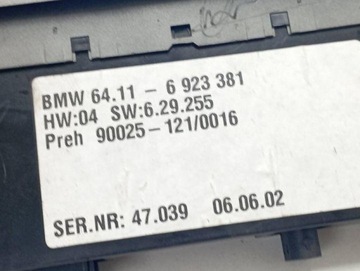 BMW 64.11 - 6 923 381
HW:04 SW:6.29.255
Preh 90025-121/0016
SER.NR: 47.039 06.06.02